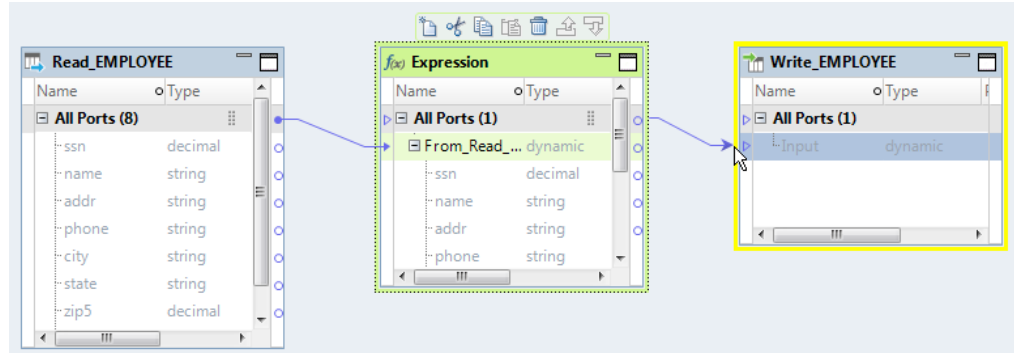 Read_EMPLOYEE
Name Type
All Ports (8)
ssn decimal
name string
addr string
phone string
city string
state string
zip5 decimal
f(x) Expression
Name Type
All Ports (1)
From_Read_... dynamic
ssn decimal
name string
addr string
phone string
Write_EMPLOYEE
Name Type
All Ports (1)
Input dynamic